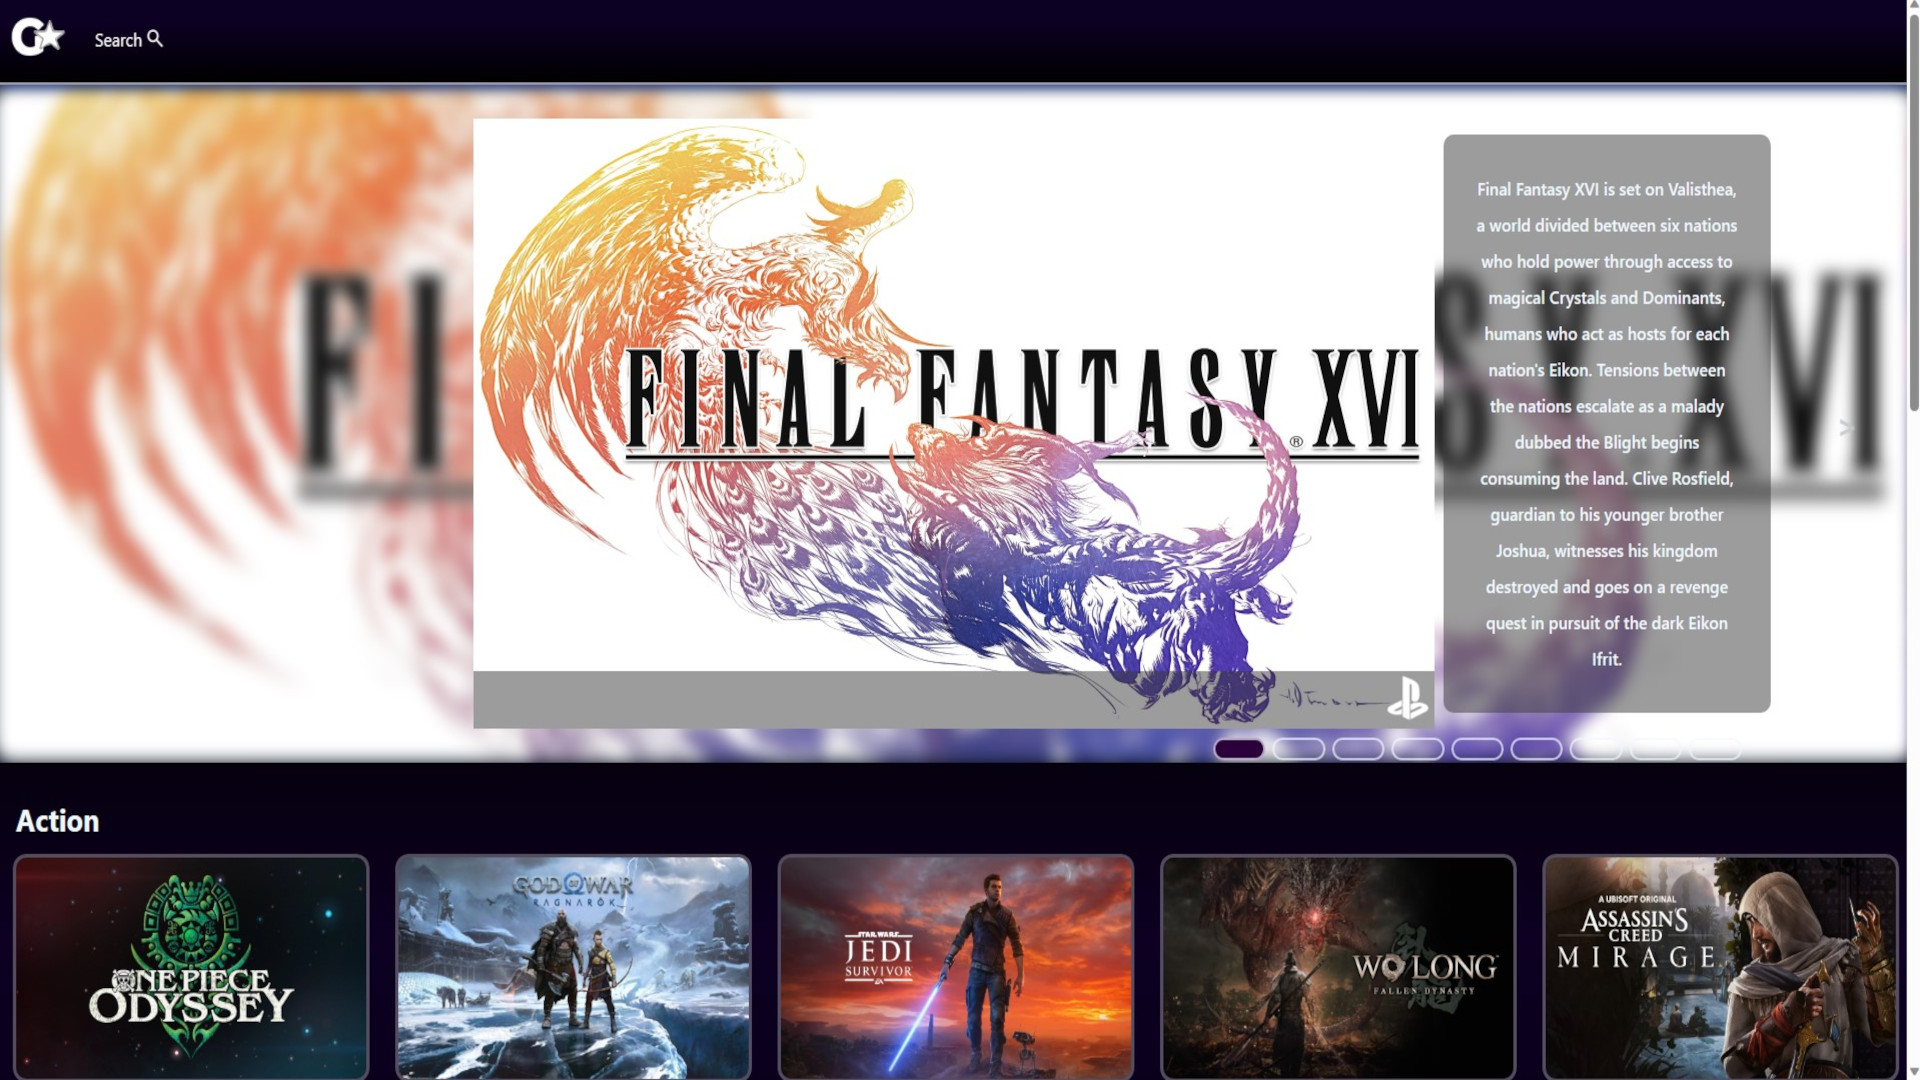 Search
FINAL FANTASY XVI
®
Final Fantasy XVI is set on Valisthea,
a world divided between six nations
who hold power through access to
magical Crystals and Dominants,
humans who act as hosts for each
nation's Eikon. Tensions between
the nations escalate as a malady
dubbed the Blight begins
consuming the land. Clive Rosfield,
guardian to his younger brother
Joshua, witnesses his kingdom
destroyed and goes on a revenge
quest in pursuit of the dark Eikon
Ifrit.
>
Action
ONE PIECE
ODYSSEY
GOD OF WAR
RAGNARÖK
STAR WARS
JEDI
SURVIVOR
EA
WO LONG
FALLEN DYNASTY
A UBISOFT ORIGINAL
ASSASSIN'S
CREED
MIRAGE